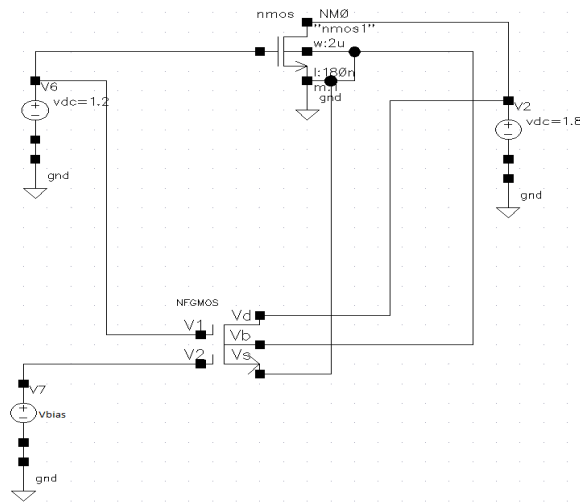 nmos NMØ
"nmos1"
w:2u
l:180n
m:1
gnd
V6
vdc=1.2
gnd
V2
vdc=1.8
gnd
NFGMOS
V1
V2
Vd
Vb
Vs
V7
Vbias
gnd